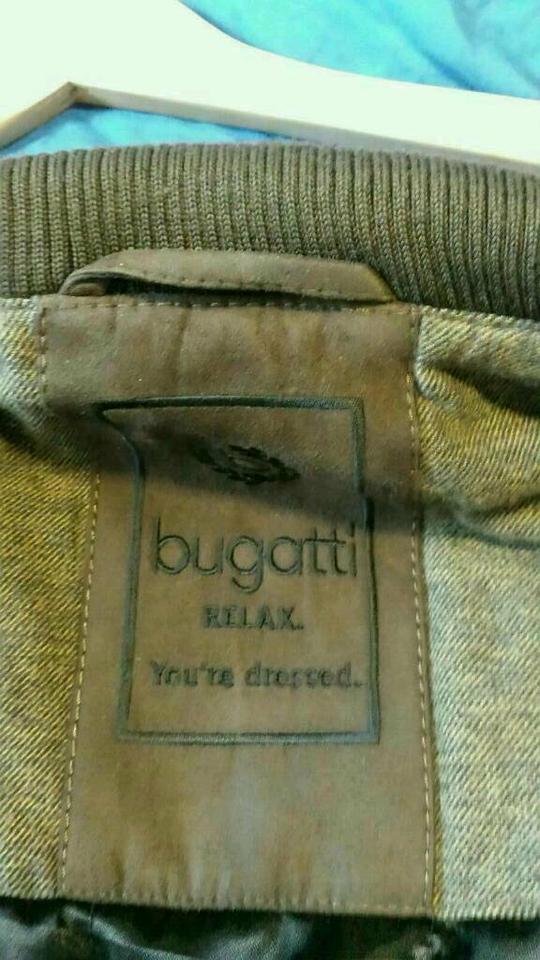 bugatti
RELAX.
You're dressed.